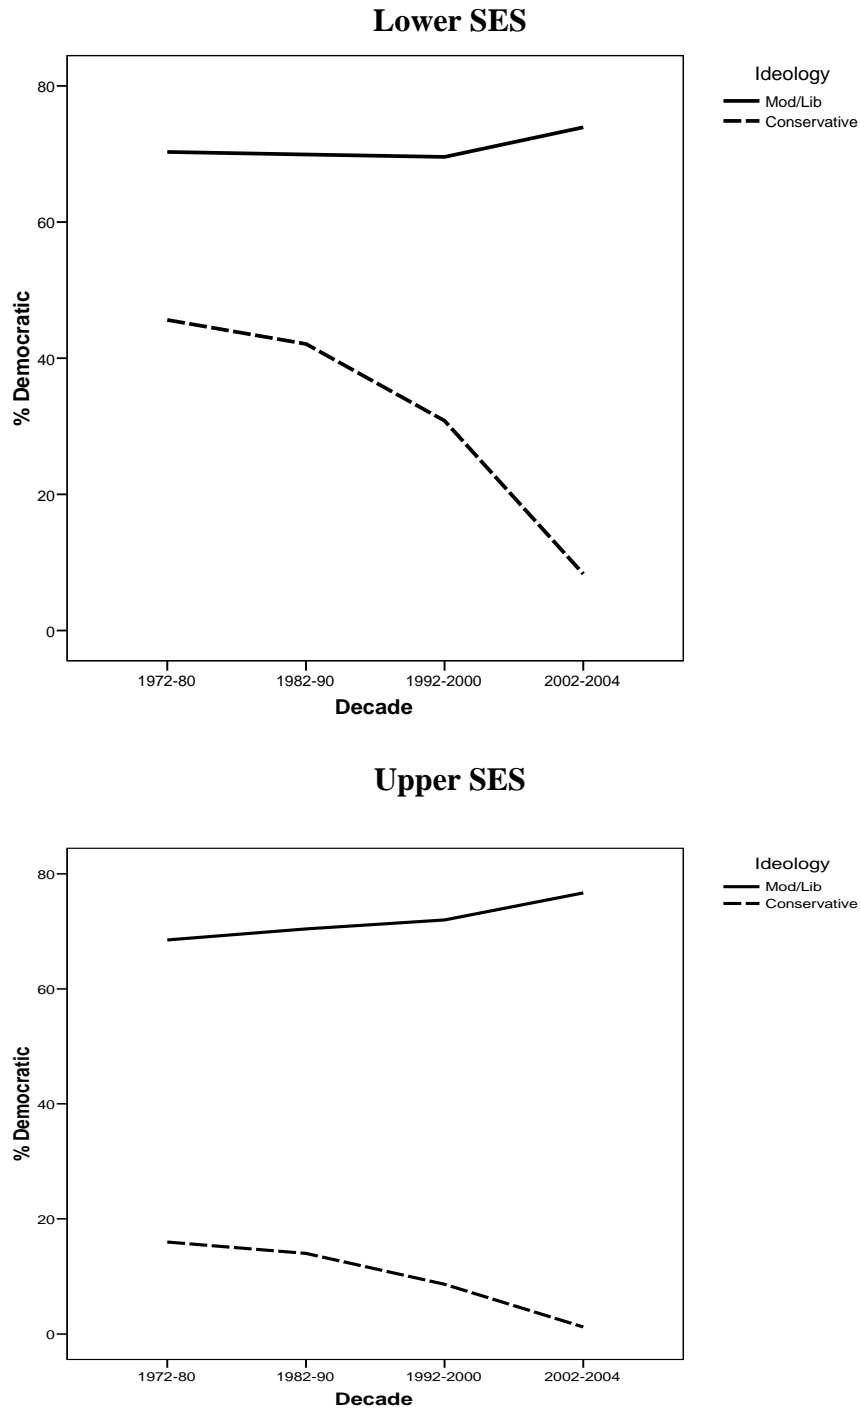 Lower SES
Ideology
Mod/Lib
Conservative
80
60
40
20
0
% Democratic
1972-80 1982-90 1992-2000 2002-2004
Decade
Upper SES
Ideology
Mod/Lib
Conservative
80
60
40
20
0
% Democratic
1972-80 1982-90 1992-2000 2002-2004
Decade